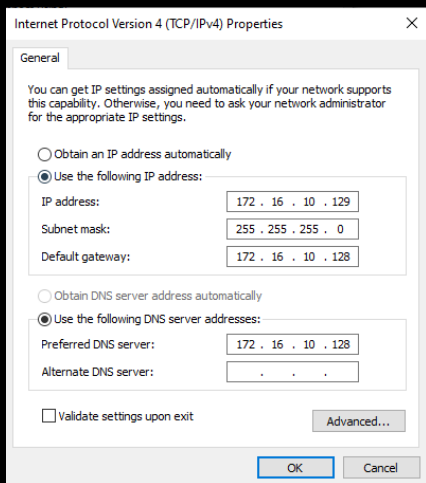 Internet Protocol Version 4 (TCP/IPv4) Properties
General
You can get IP settings assigned automatically if your network supports
this capability. Otherwise, you need to ask your network administrator
for the appropriate IP settings.
Obtain an IP address automatically
Use the following IP address:
IP address: 172 . 16 . 10 . 129
Subnet mask: 255 . 255 . 255 . 0
Default gateway: 172 . 16 . 10 . 128
Obtain DNS server address automatically
Use the following DNS server addresses:
Preferred DNS server: 172 . 16 . 10 . 128
Alternate DNS server: . . .
Validate settings upon exit
Advanced...
OK Cancel